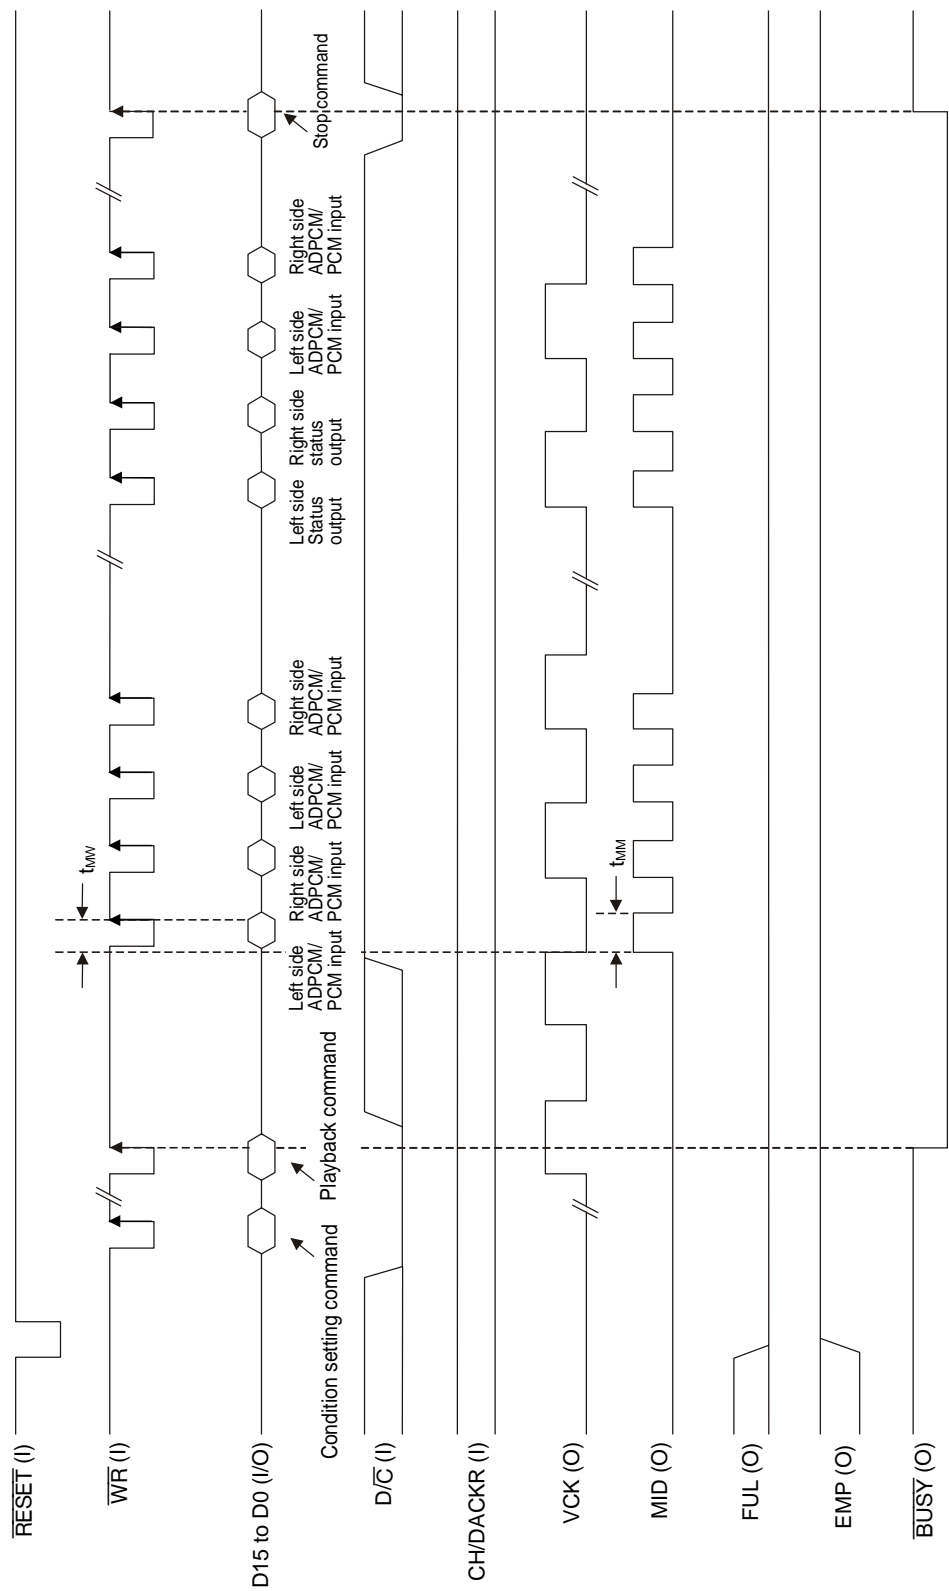 RESET (I)
WR (I)
t_MW
D15 to D0 (I/O)
Condition setting command
Playback command
Left side
ADPCM/
PCM input
Right side
ADPCM/
PCM input
Left side
ADPCM/
PCM input
Right side
ADPCM/
PCM input
Left side
Status
output
Right side
status
output
Left side
ADPCM/
PCM input
Right side
ADPCM/
PCM input
Stop command
D/C (I)
CH/DACKR (I)
VCK (O)
t_MM
MID (O)
FUL (O)
EMP (O)
BUSY (O)